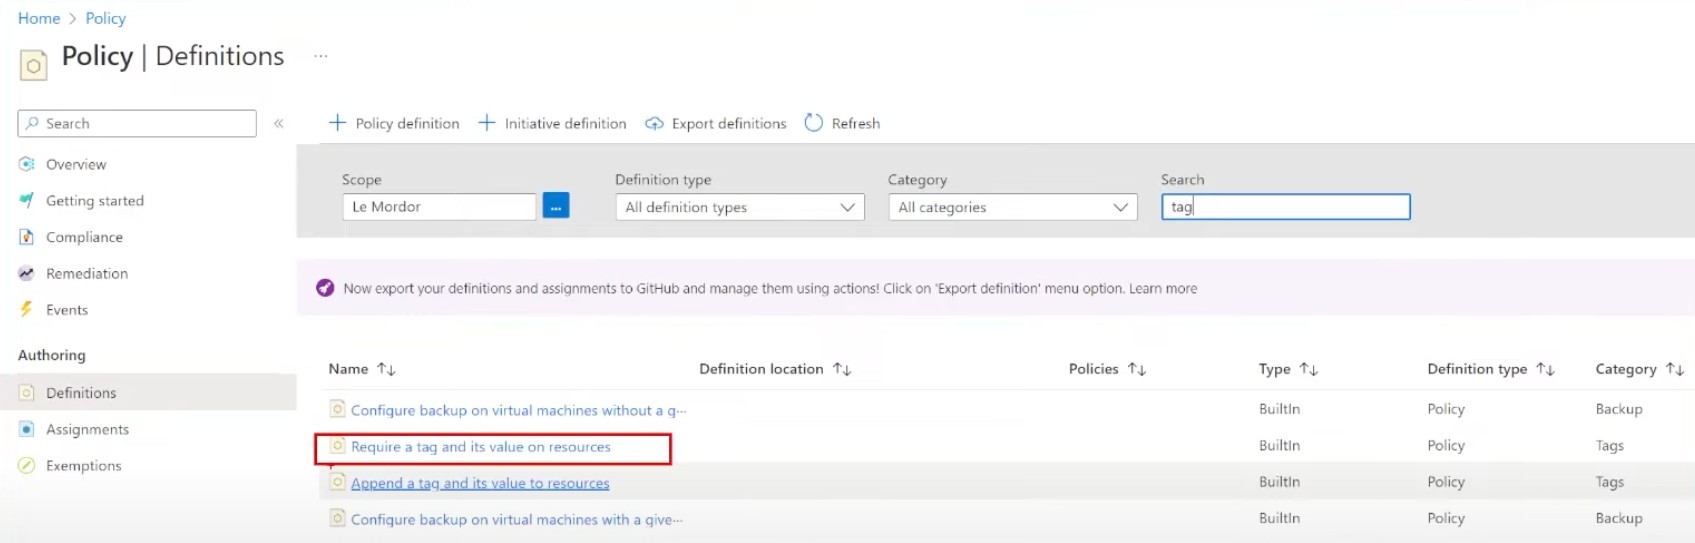 Home > Policy
Policy | Definitions ...
Search «
+ Policy definition + Initiative definition Export definitions Refresh
Overview
Getting started
Compliance
Remediation
Events
Authoring
Definitions
Assignments
Exemptions
Scope Definition type Category Search
Le Mordor ... All definition types All categories tag
Now export your definitions and assignments to GitHub and manage them using actions! Click on 'Export definition' menu option. Learn more
Name ↑↓ Definition location ↑↓ Policies ↑↓ Type ↑↓ Definition type ↑↓ Category ↑↓
Configure backup on virtual machines without a g... BuiltIn Policy Backup
Require a tag and its value on resources BuiltIn Policy Tags
Append a tag and its value to resources BuiltIn Policy Tags
Configure backup on virtual machines with a give... BuiltIn Policy Backup